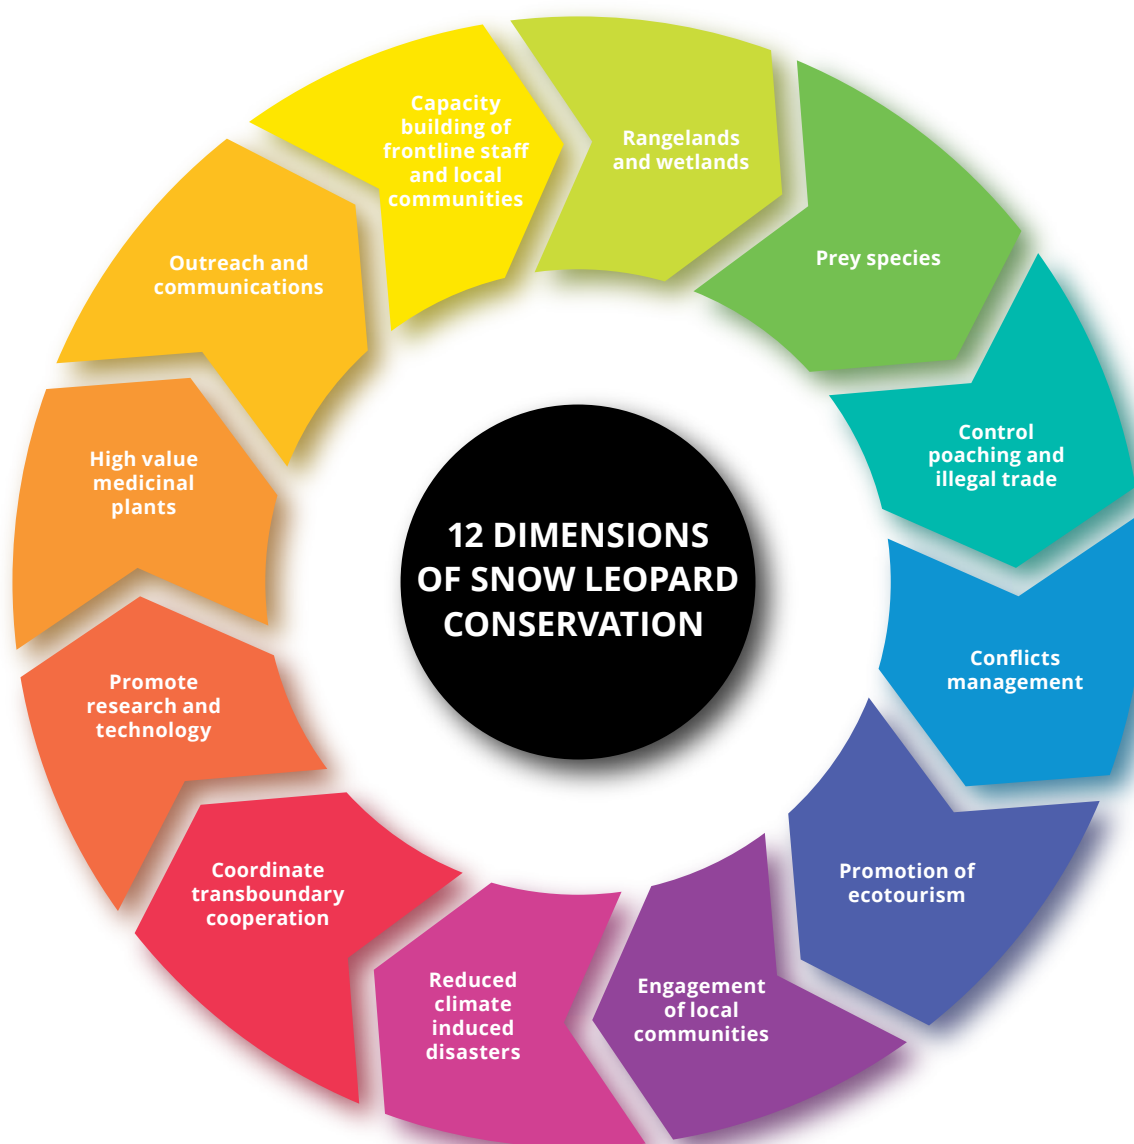 Capacity
building of
frontline staff
and local
communities
Rangelands
and wetlands
Prey species
Outreach and
communications
Control
poaching and
illegal trade
High value
medicinal
plants
12 DIMENSIONS
OF SNOW LEOPARD
CONSERVATION
Conflicts
management
Promote
research and
technology
Promotion of
ecotourism
Coordinate
transboundary
cooperation
Engagement
of local
communities
Reduced
climate
induced
disasters